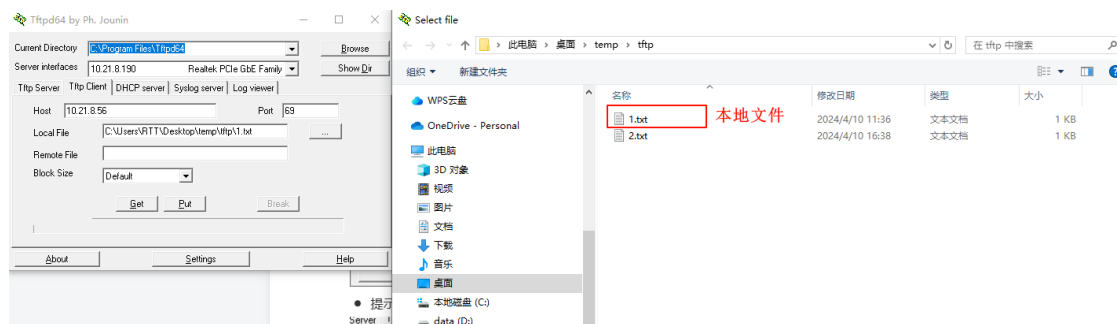 Tftpd64 by Ph. Jounin
Current Directory C:\Program Files\Tftpd64 Browse
Server interfaces 10.21.8.190 Realtek PCIe GbE Family Show Dir
Tftp Server Tftp Client DHCP server Syslog server Log viewer
Host 10.21.8.56 Port 69
Local File C:\Users\RTT\Desktop\temp\tftp\1.txt ...
Remote File
Block Size Default
Get Put Break
About Settings Help
提示
Server
Select file
此电脑 桌面 temp tftp 在 tftp 中搜索
组织 新建文件夹
WPS云盘
OneDrive - Personal
此电脑
3D 对象
视频
图片
文档
下载
音乐
桌面
本地磁盘 (C:)
data (D:)
名称 修改日期 类型 大小
1.txt 2024/4/10 11:36 文本文档 1 KB
2.txt 2024/4/10 16:38 文本文档 1 KB
本地文件